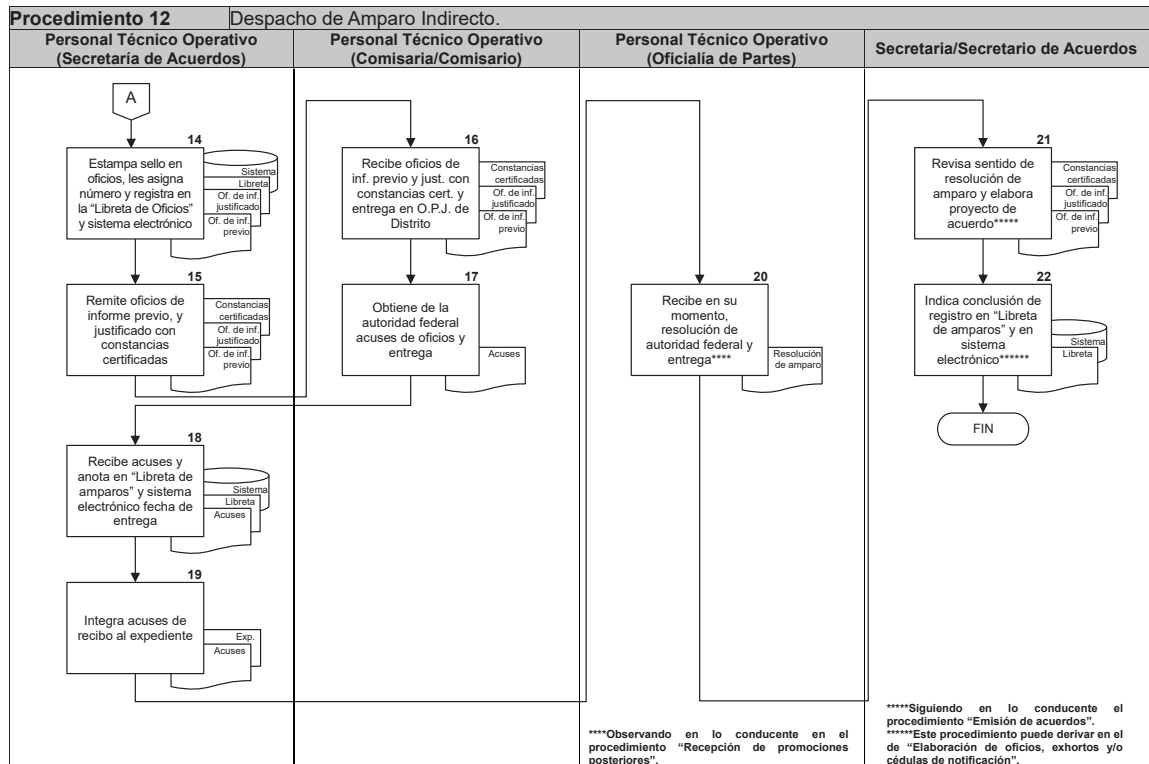 Procedimiento 12 Despacho de Amparo Indirecto.
Personal Técnico Operativo
(Secretaría de Acuerdos)
Personal Técnico Operativo
(Comisaria/Comisario)
Personal Técnico Operativo
(Oficialía de Partes)
Secretaria/Secretario de Acuerdos
A
14
Estampa sello en
oficios, les asigna
número y registra en
la “Libreta de Oficios”
y sistema electrónico
Sistema
Libreta
Of. de inf.
justificado
Of. de inf.
previo
15
Remite oficios de
informe previo, y
justificado con
constancias
certificadas
Constancias
certificadas
Of. de inf.
justificado
Of. de inf.
previo
16
Recibe oficios de
inf. previo y just. con
constancias cert. y
entrega en O.P.J. de
Distrito
Constancias
certificadas
Of. de inf.
justificado
Of. de inf.
previo
17
Obtiene de la
autoridad federal
acuses de oficios y
entrega
Acuses
18
Recibe acuses y
anota en “Libreta de
amparos” y sistema
electrónico fecha de
entrega
Sistema
Libreta
Acuses
19
Integra acuses de
recibo al expediente
Exp.
Acuses
20
Recibe en su
momento,
resolución de
autoridad federal y
entrega****
Resolución
de amparo
****Observando en lo conducente en el
procedimiento “Recepción de promociones
posteriores”.
21
Revisa sentido de
resolución de
amparo y elabora
proyecto de
acuerdo*****
Constancias
certificadas
Of. de inf.
justificado
Of. de inf.
previo
22
Indica conclusión de
registro en “Libreta
de amparos” y en
sistema
electrónico******
Sistema
Libreta
FIN
*****Siguiendo en lo conducente el
procedimiento “Emisión de acuerdos”.
******Este procedimiento puede derivar en el
de “Elaboración de oficios, exhortos y/o
cédulas de notificación”.